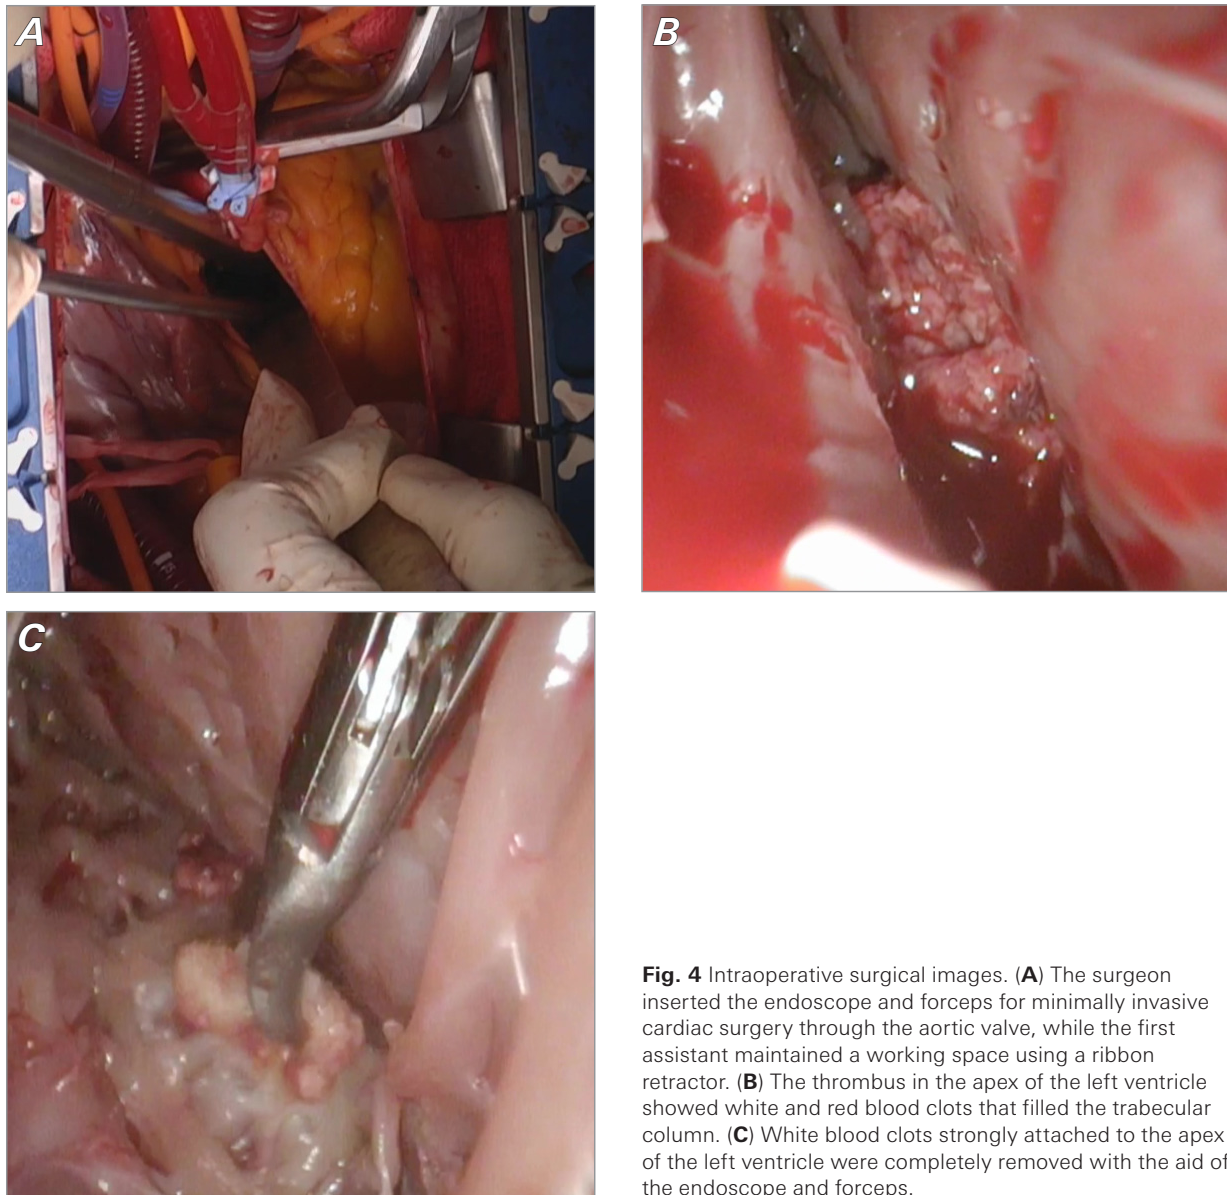 A
B
C
Fig. 4 Intraoperative surgical images. (A) The surgeon
inserted the endoscope and forceps for minimally invasive
cardiac surgery through the aortic valve, while the first
assistant maintained a working space using a ribbon
retractor. (B) The thrombus in the apex of the left ventricle
showed white and red blood clots that filled the trabecular
column. (C) White blood clots strongly attached to the apex
of the left ventricle were completely removed with the aid of
the endoscope and forceps.